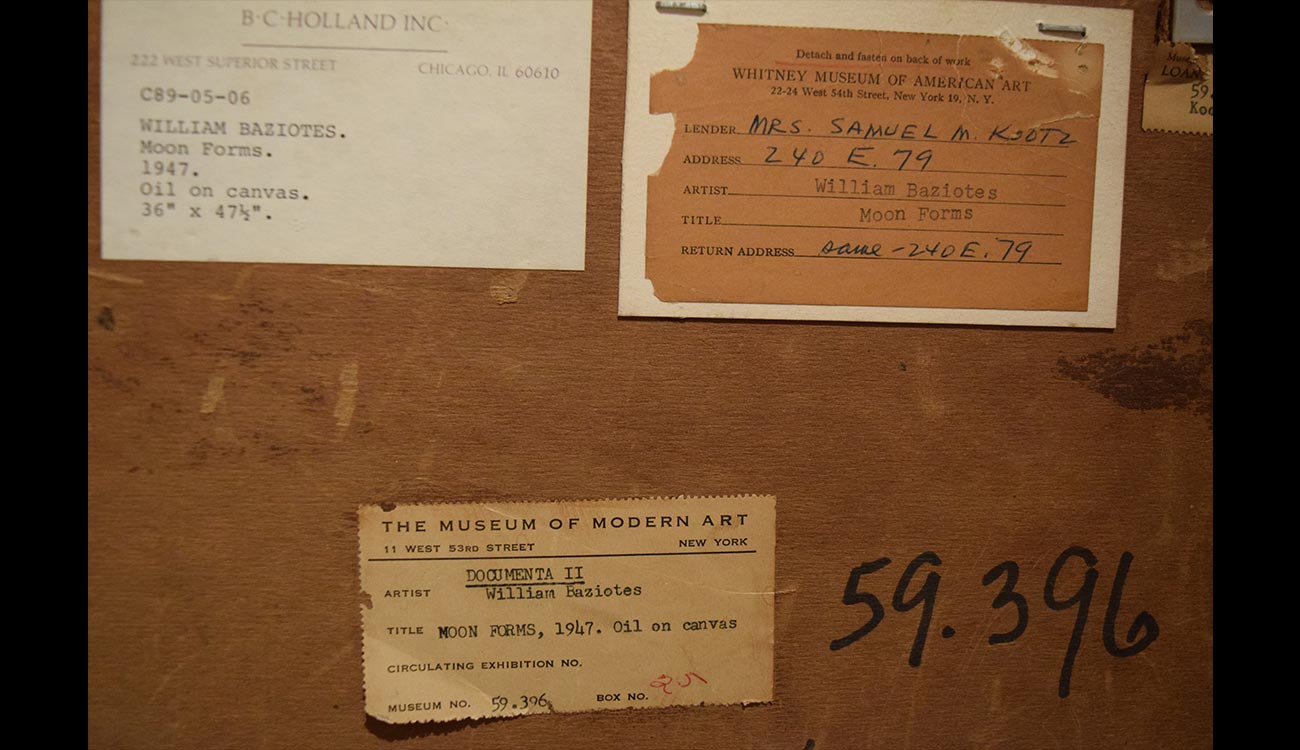 B·C·HOLLAND INC·
222 WEST SUPERIOR STREET CHICAGO, IL 60610
C89-05-06
WILLIAM BAZIOTES.
Moon Forms.
1947.
Oil on canvas.
36" x 47½".
Detach and fasten on back of work
WHITNEY MUSEUM OF AMERICAN ART
22-24 West 54th Street, New York 19, N. Y.
LENDER MRS. SAMUEL M. KOOTZ
ADDRESS 240 E. 79
ARTIST William Baziotes
TITLE Moon Forms
RETURN ADDRESS same - 240 E. 79
LOAN
59.
Koo
THE MUSEUM OF MODERN ART
11 WEST 53RD STREET NEW YORK
DOCUMENTA II
ARTIST William Baziotes
TITLE MOON FORMS, 1947. Oil on canvas
CIRCULATING EXHIBITION NO.
MUSEUM NO. 59.396 BOX NO. 25
59.396